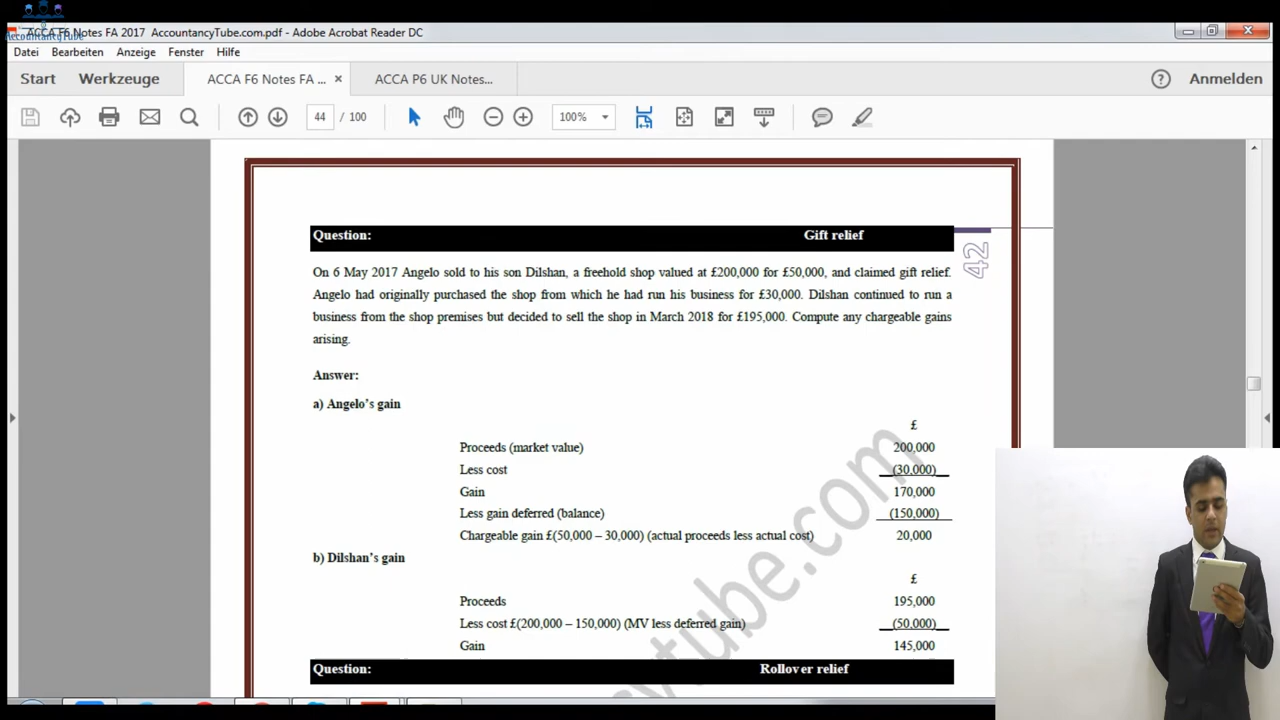 ACCA F6 Notes FA 2017 AccountancyTube.com.pdf - Adobe Acrobat Reader DC
AccountancyTube
Datei Bearbeiten Anzeige Fenster Hilfe
Start Werkzeuge ACCA F6 Notes FA ... × ACCA P6 UK Notes... ? Anmelden
44 / 100 100%
Question: Gift relief
42
On 6 May 2017 Angelo sold to his son Dilshan, a freehold shop valued at £200,000 for £50,000, and claimed gift relief.
Angelo had originally purchased the shop from which he had run his business for £30,000. Dilshan continued to run a
business from the shop premises but decided to sell the shop in March 2018 for £195,000. Compute any chargeable gains
arising.
Answer:
a) Angelo's gain
£
Proceeds (market value) 200,000
Less cost (30,000)
Gain 170,000
Less gain deferred (balance) (150,000)
Chargeable gain £(50,000 – 30,000) (actual proceeds less actual cost) 20,000
b) Dilshan's gain
£
Proceeds 195,000
Less cost £(200,000 – 150,000) (MV less deferred gain) (50,000)
Gain 145,000
Question: Rollover relief
cytube.com